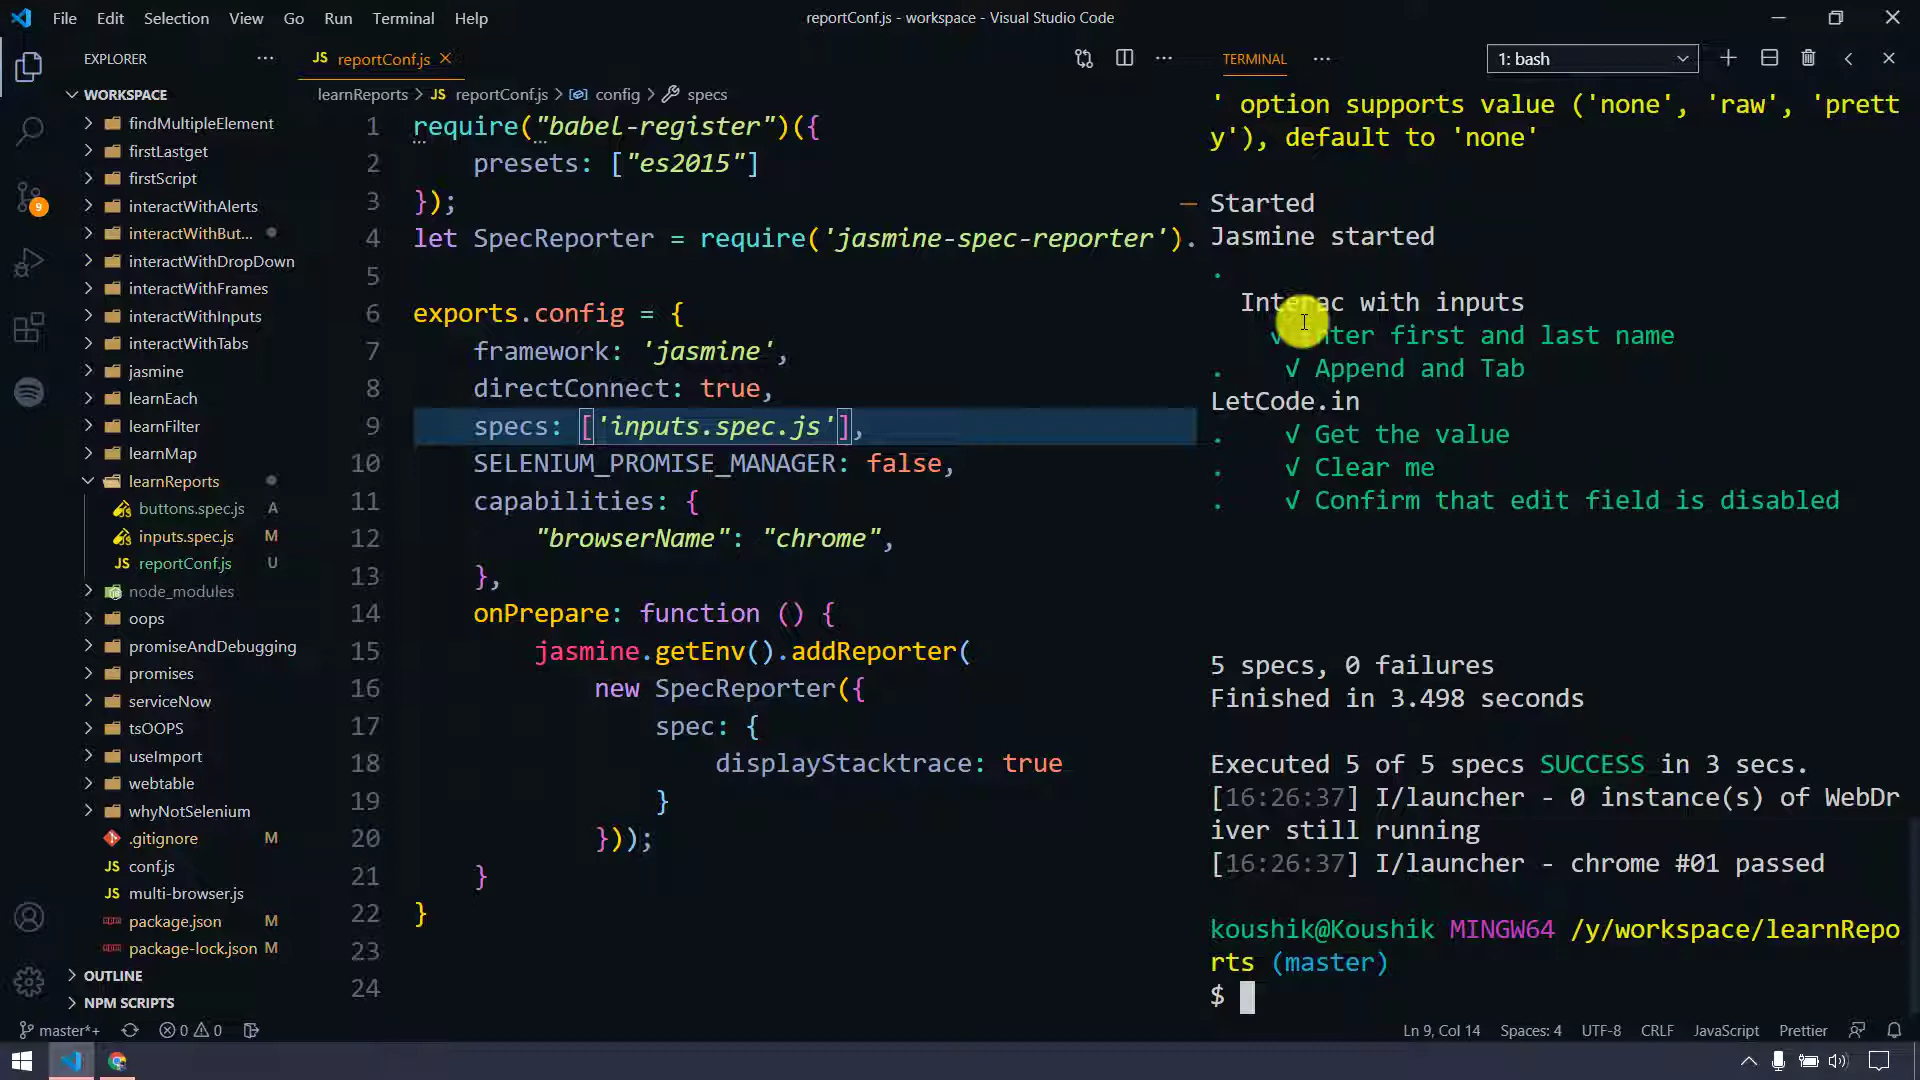 File Edit Selection View Go Run Terminal Help
reportConf.js - workspace - Visual Studio Code
EXPLORER
WORKSPACE
findMultipleElement
firstLastget
firstScript
interactWithAlerts
interactWithBut...
interactWithDropDown
interactWithFrames
interactWithInputs
interactWithTabs
jasmine
learnEach
learnFilter
learnMap
learnReports
buttons.spec.js A
inputs.spec.js M
JS reportConf.js U
node_modules
oops
promiseAndDebugging
promises
serviceNow
tsOOPS
useImport
webtable
whyNotSelenium
.gitignore M
JS conf.js
JS multi-browser.js
package.json M
package-lock.json M
OUTLINE
NPM SCRIPTS
9
JS reportConf.js
learnReports > JS reportConf.js > config > specs
1 require("babel-register")({
2 presets: ["es2015"]
3 });
4 let SpecReporter = require('jasmine-spec-reporter').
5
6 exports.config = {
7 framework: 'jasmine',
8 directConnect: true,
9 specs: ['inputs.spec.js'],
10 SELENIUM_PROMISE_MANAGER: false,
11 capabilities: {
12 "browserName": "chrome",
13 },
14 onPrepare: function () {
15 jasmine.getEnv().addReporter(
16 new SpecReporter({
17 spec: {
18 displayStacktrace: true
19 }
20 }));
21 }
22 }
23
24
TERMINAL
1: bash
' option supports value ('none', 'raw', 'prett
y'), default to 'none'
Started
Jasmine started
.
Interac with inputs
√ Enter first and last name
. √ Append and Tab
LetCode.in
. √ Get the value
. √ Clear me
. √ Confirm that edit field is disabled
5 specs, 0 failures
Finished in 3.498 seconds
Executed 5 of 5 specs SUCCESS in 3 secs.
[16:26:37] I/launcher - 0 instance(s) of WebDr
iver still running
[16:26:37] I/launcher - chrome #01 passed
koushik@Koushik MINGW64 /y/workspace/learnRepo
rts (master)
$
master*+ 0 0
Ln 9, Col 14 Spaces: 4 UTF-8 CRLF JavaScript Prettier